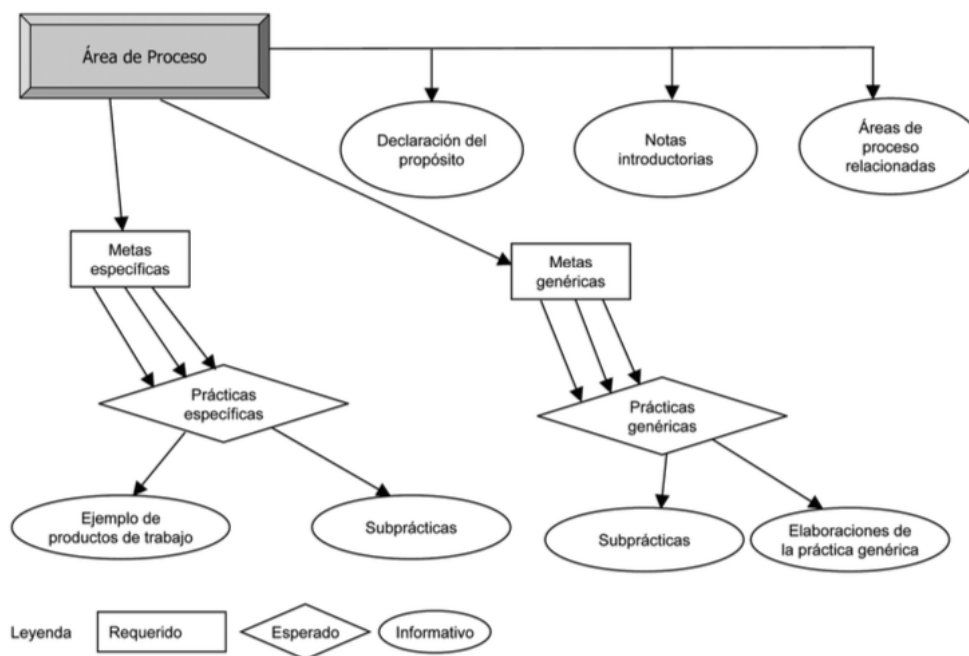 Área de Proceso
Declaración del
propósito
Notas
introductorias
Áreas de
proceso
relacionadas
Metas
específicas
Metas
genéricas
Prácticas
específicas
Prácticas
genéricas
Ejemplo de
productos de trabajo
Subprácticas
Subprácticas
Elaboraciones de
la práctica genérica
Leyenda
Requerido
Esperado
Informativo